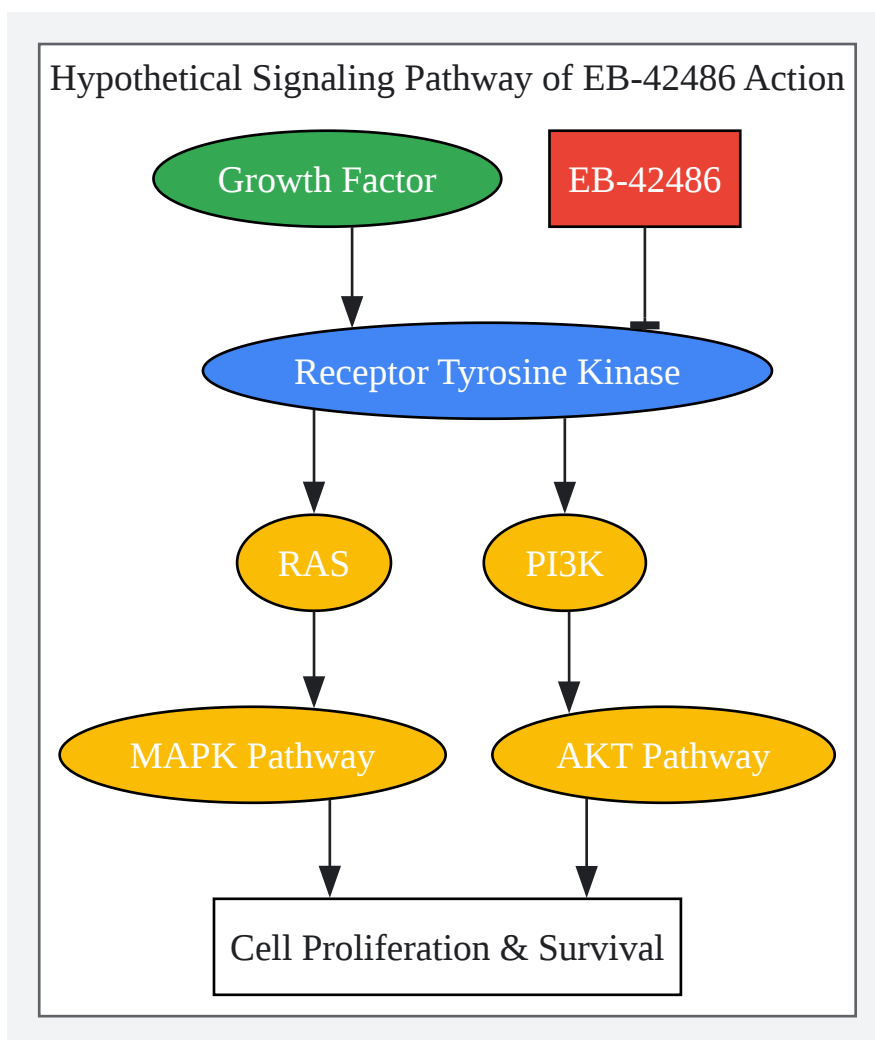 Hypothetical Signaling Pathway of EB-42486 Action
Growth Factor
EB-42486
Receptor Tyrosine Kinase
RAS
PI3K
MAPK Pathway
AKT Pathway
Cell Proliferation & Survival